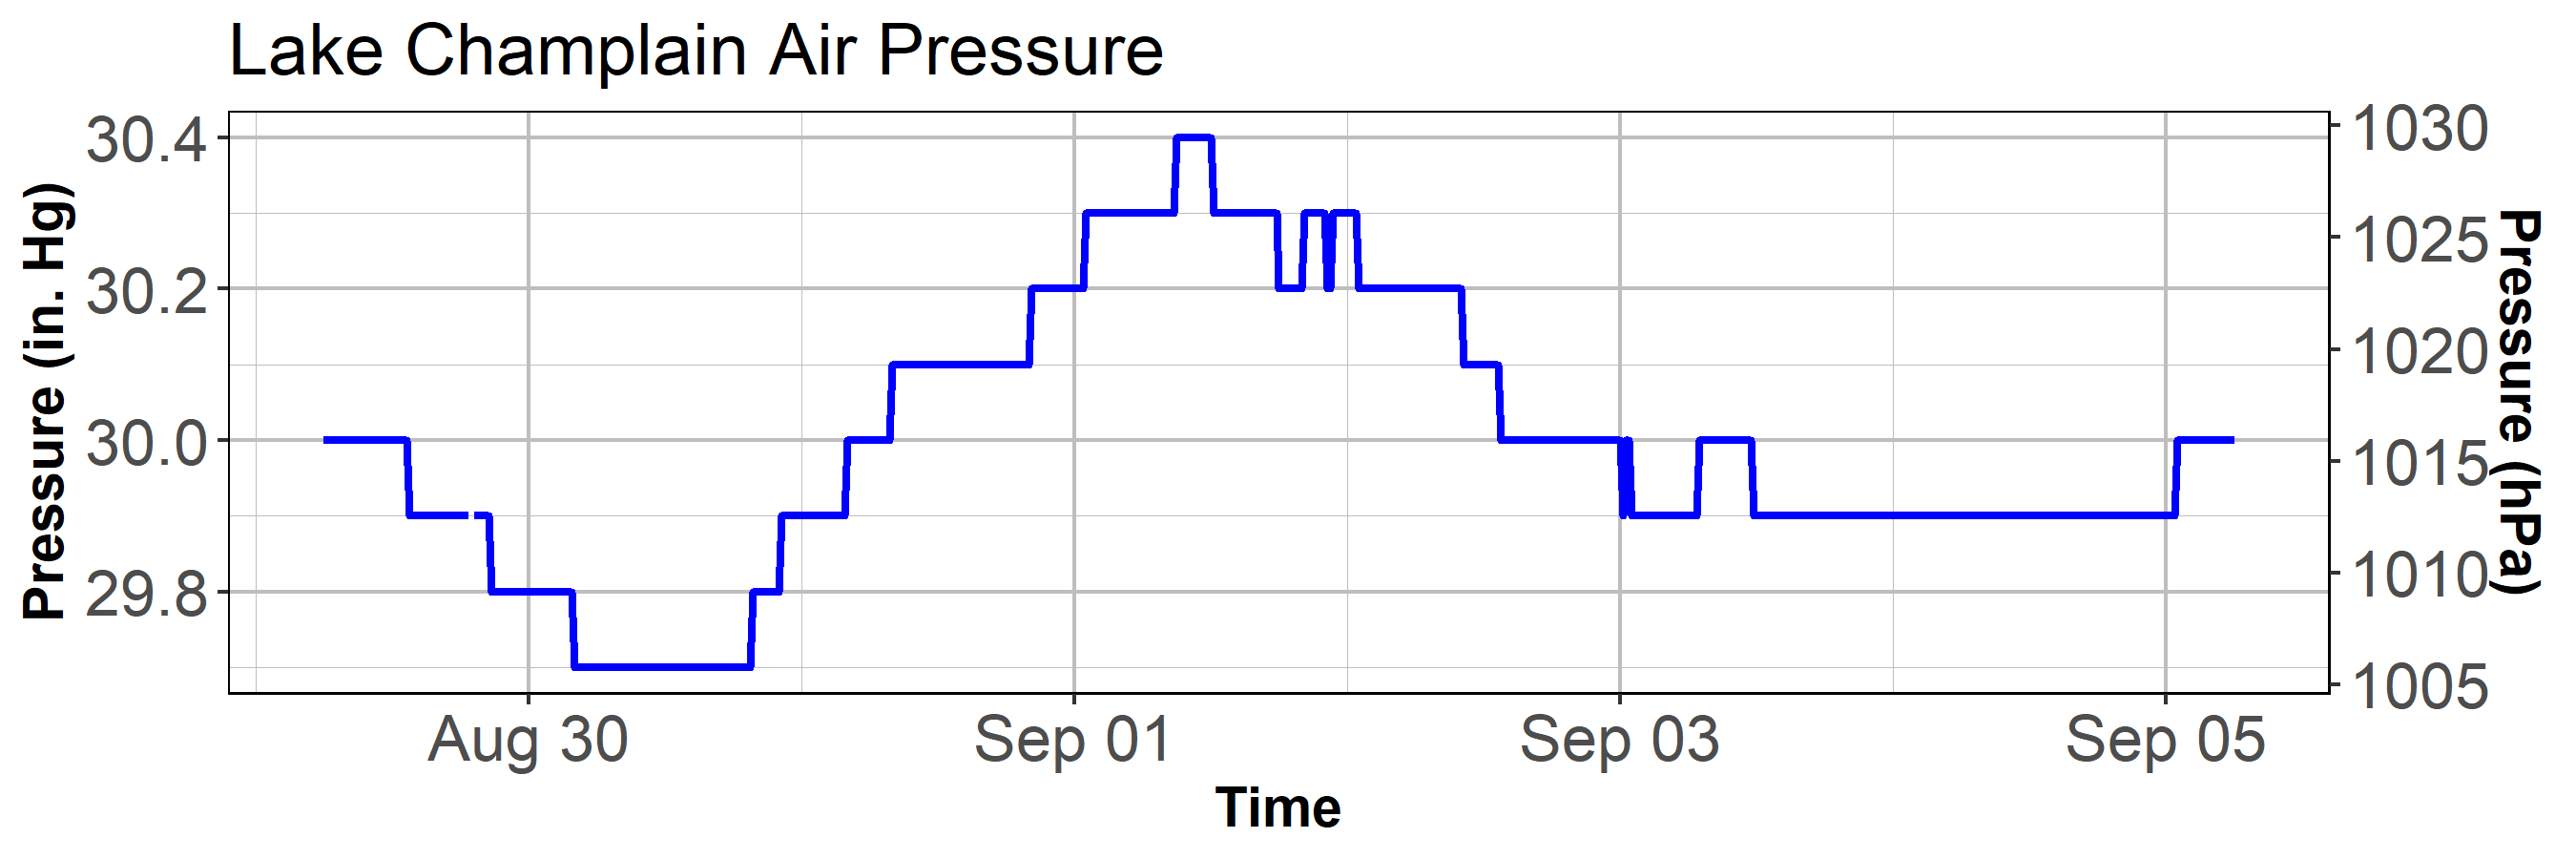 Lake Champlain Air Pressure
Pressure (in. Hg)
30.4
30.2
30.0
29.8
1030
1025
1020
1015
1010
1005
Pressure (hPa)
Aug 30 Sep 01 Sep 03 Sep 05
Time